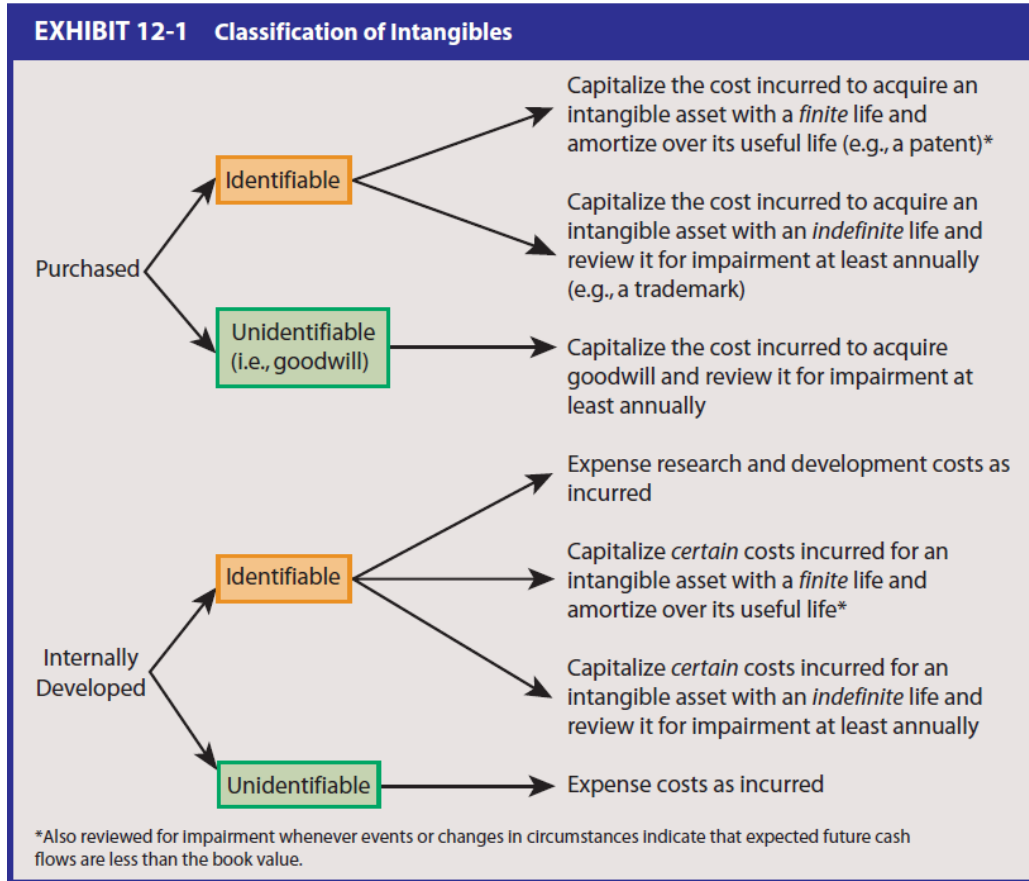 EXHIBIT 12-1 Classification of Intangibles
Capitalize the cost incurred to acquire an
intangible asset with a finite life and
amortize over its useful life (e.g., a patent)*
Identifiable
Capitalize the cost incurred to acquire an
intangible asset with an indefinite life and
review it for impairment at least annually
(e.g., a trademark)
Purchased
Unidentifiable
(i.e., goodwill)
Capitalize the cost incurred to acquire
goodwill and review it for impairment at
least annually
Expense research and development costs as
incurred
Identifiable
Capitalize certain costs incurred for an
intangible asset with a finite life and
amortize over its useful life*
Internally
Developed
Capitalize certain costs incurred for an
intangible asset with an indefinite life and
review it for impairment at least annually
Unidentifiable
Expense costs as incurred
*Also reviewed for impairment whenever events or changes in circumstances indicate that expected future cash
flows are less than the book value.